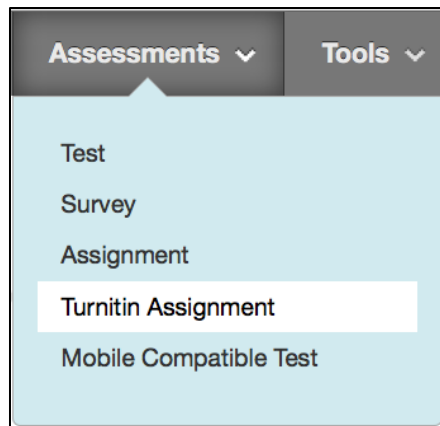 Assessments Tools
Test
Survey
Assignment
Turnitin Assignment
Mobile Compatible Test